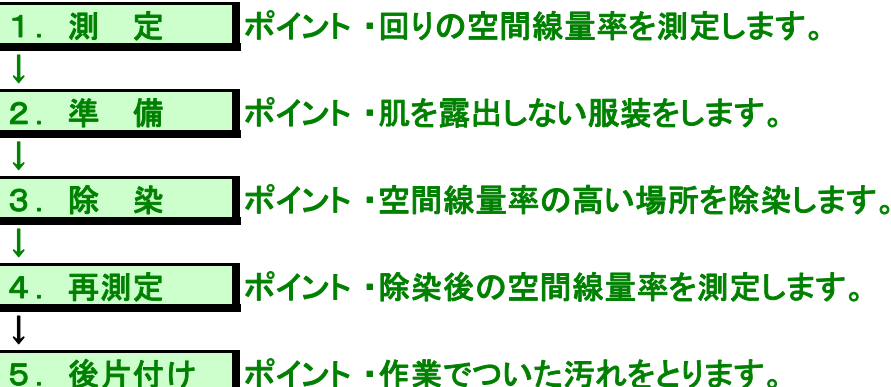 １．測　定 ポイント ・回りの空間線量率を測定します。
↓
２．準　備 ポイント ・肌を露出しない服装をします。
↓
３．除　染 ポイント ・空間線量率の高い場所を除染します。
↓
４．再測定 ポイント ・除染後の空間線量率を測定します。
↓
５．後片付け ポイント ・作業でついた汚れをとります。